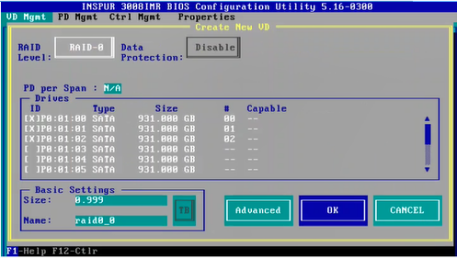 INSPUR 3008IMR BIOS Configuration Utility 5.16-0300
VD Mgmt PD Mgmt Ctrl Mgmt Properties
Create New VD
RAID Level: RAID-0 Data Protection: Disable
PD per Span : N/A
Drives
ID Type Size # Capable
[X]P0:01:00 SATA 931.000 GB 00 --
[X]P0:01:01 SATA 931.000 GB 01 --
[X]P0:01:02 SATA 931.000 GB 02 --
[ ]P0:01:03 SATA 931.000 GB -- --
[ ]P0:01:04 SATA 931.000 GB -- --
[ ]P0:01:05 SATA 931.000 GB -- --
Basic Settings
Size: 0.999 TB
Name: raid0_0
Advanced OK CANCEL
F1-Help F12-Ctlr